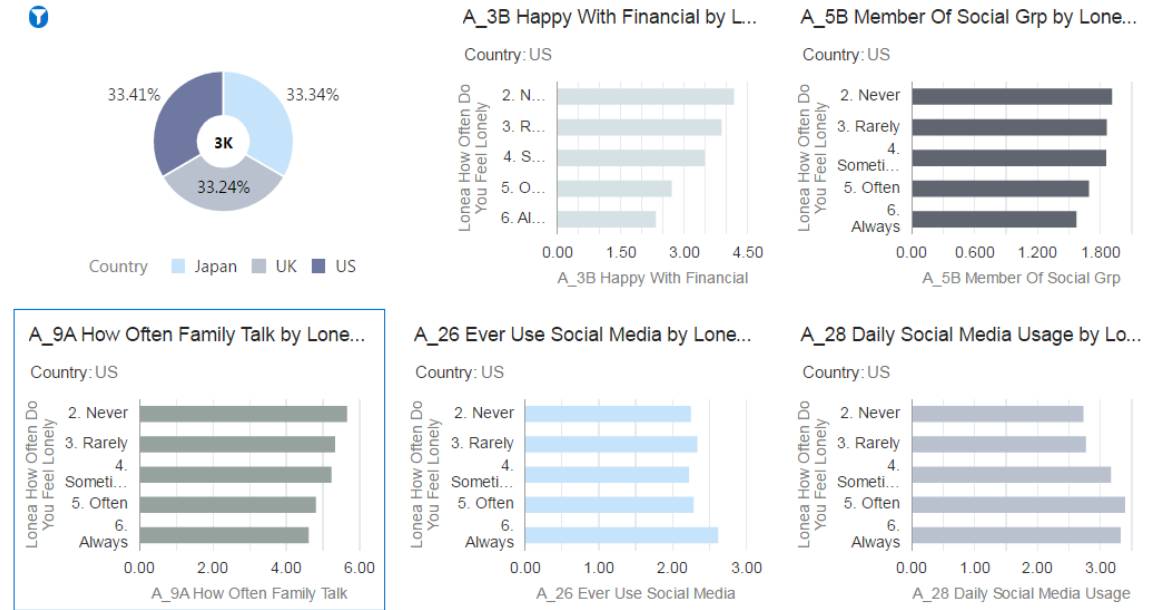 33.41%
33.34%
3K
33.24%
Country
Japan
UK
US
A_3B Happy With Financial by L...
Country: US
Lonea How Often Do
You Feel Lonely
2. N...
3. R...
4. S...
5. O...
6. Al...
0.00 1.50 3.00 4.50
A_3B Happy With Financial
A_5B Member Of Social Grp by Lone...
Country: US
Lonea How Often Do
You Feel Lonely
2. Never
3. Rarely
4.
Someti...
5. Often
6.
Always
0.00 0.600 1.200 1.800
A_5B Member Of Social Grp
A_9A How Often Family Talk by Lone...
Country: US
Lonea How Often Do
You Feel Lonely
2. Never
3. Rarely
4.
Someti...
5. Often
6.
Always
0.00 2.00 4.00 6.00
A_9A How Often Family Talk
A_26 Ever Use Social Media by Lone...
Country: US
Lonea How Often Do
You Feel Lonely
2. Never
3. Rarely
4.
Someti...
5. Often
6.
Always
0.00 1.00 2.00 3.00
A_26 Ever Use Social Media
A_28 Daily Social Media Usage by Lo...
Country: US
Lonea How Often Do
You Feel Lonely
2. Never
3. Rarely
4.
Someti...
5. Often
6.
Always
0.00 1.00 2.00 3.00
A_28 Daily Social Media Usage